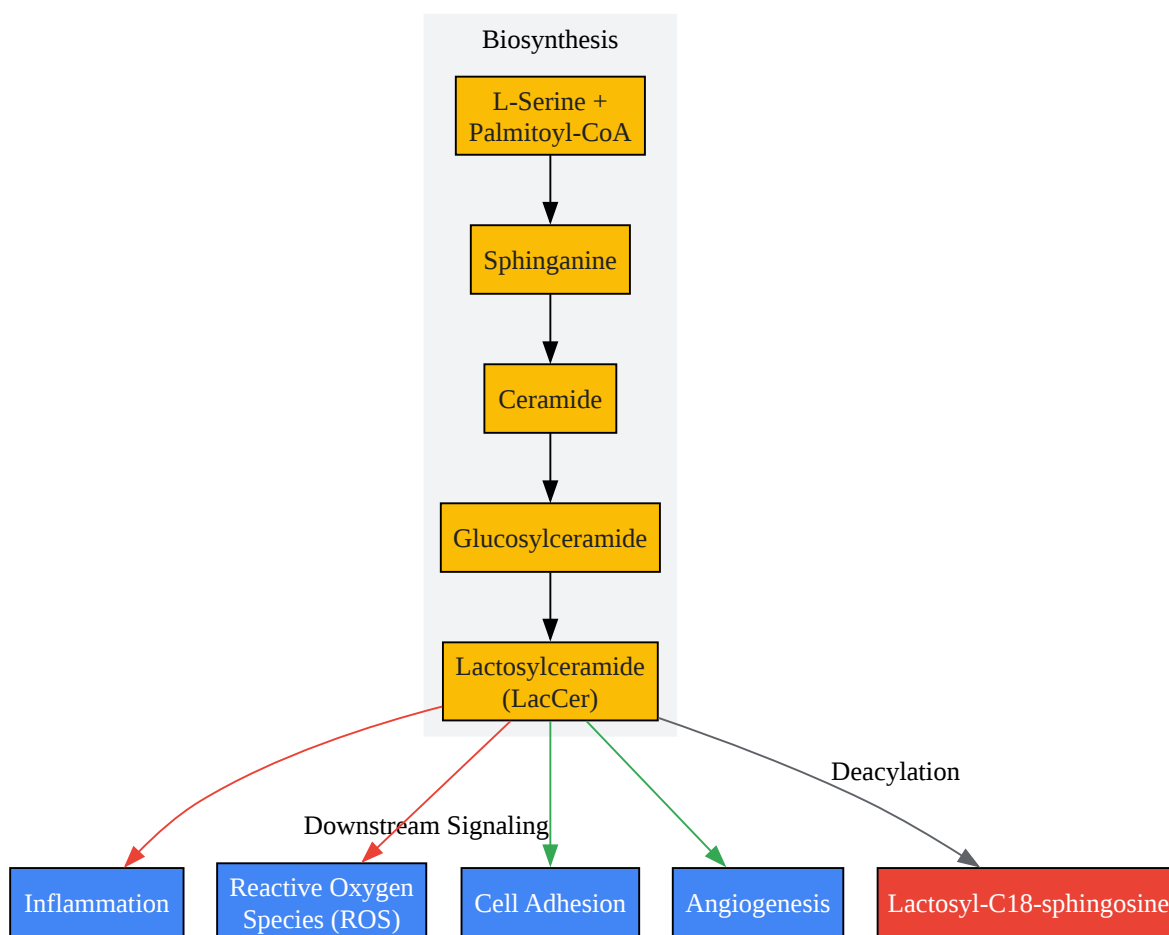 Biosynthesis
L-Serine +
Palmitoyl-CoA
Sphinganine
Ceramide
Glucosylceramide
Lactosylceramide
(LacCer)
Deacylation
Downstream Signaling
Inflammation
Reactive Oxygen
Species (ROS)
Cell Adhesion
Angiogenesis
Lactosyl-C18-sphingosine